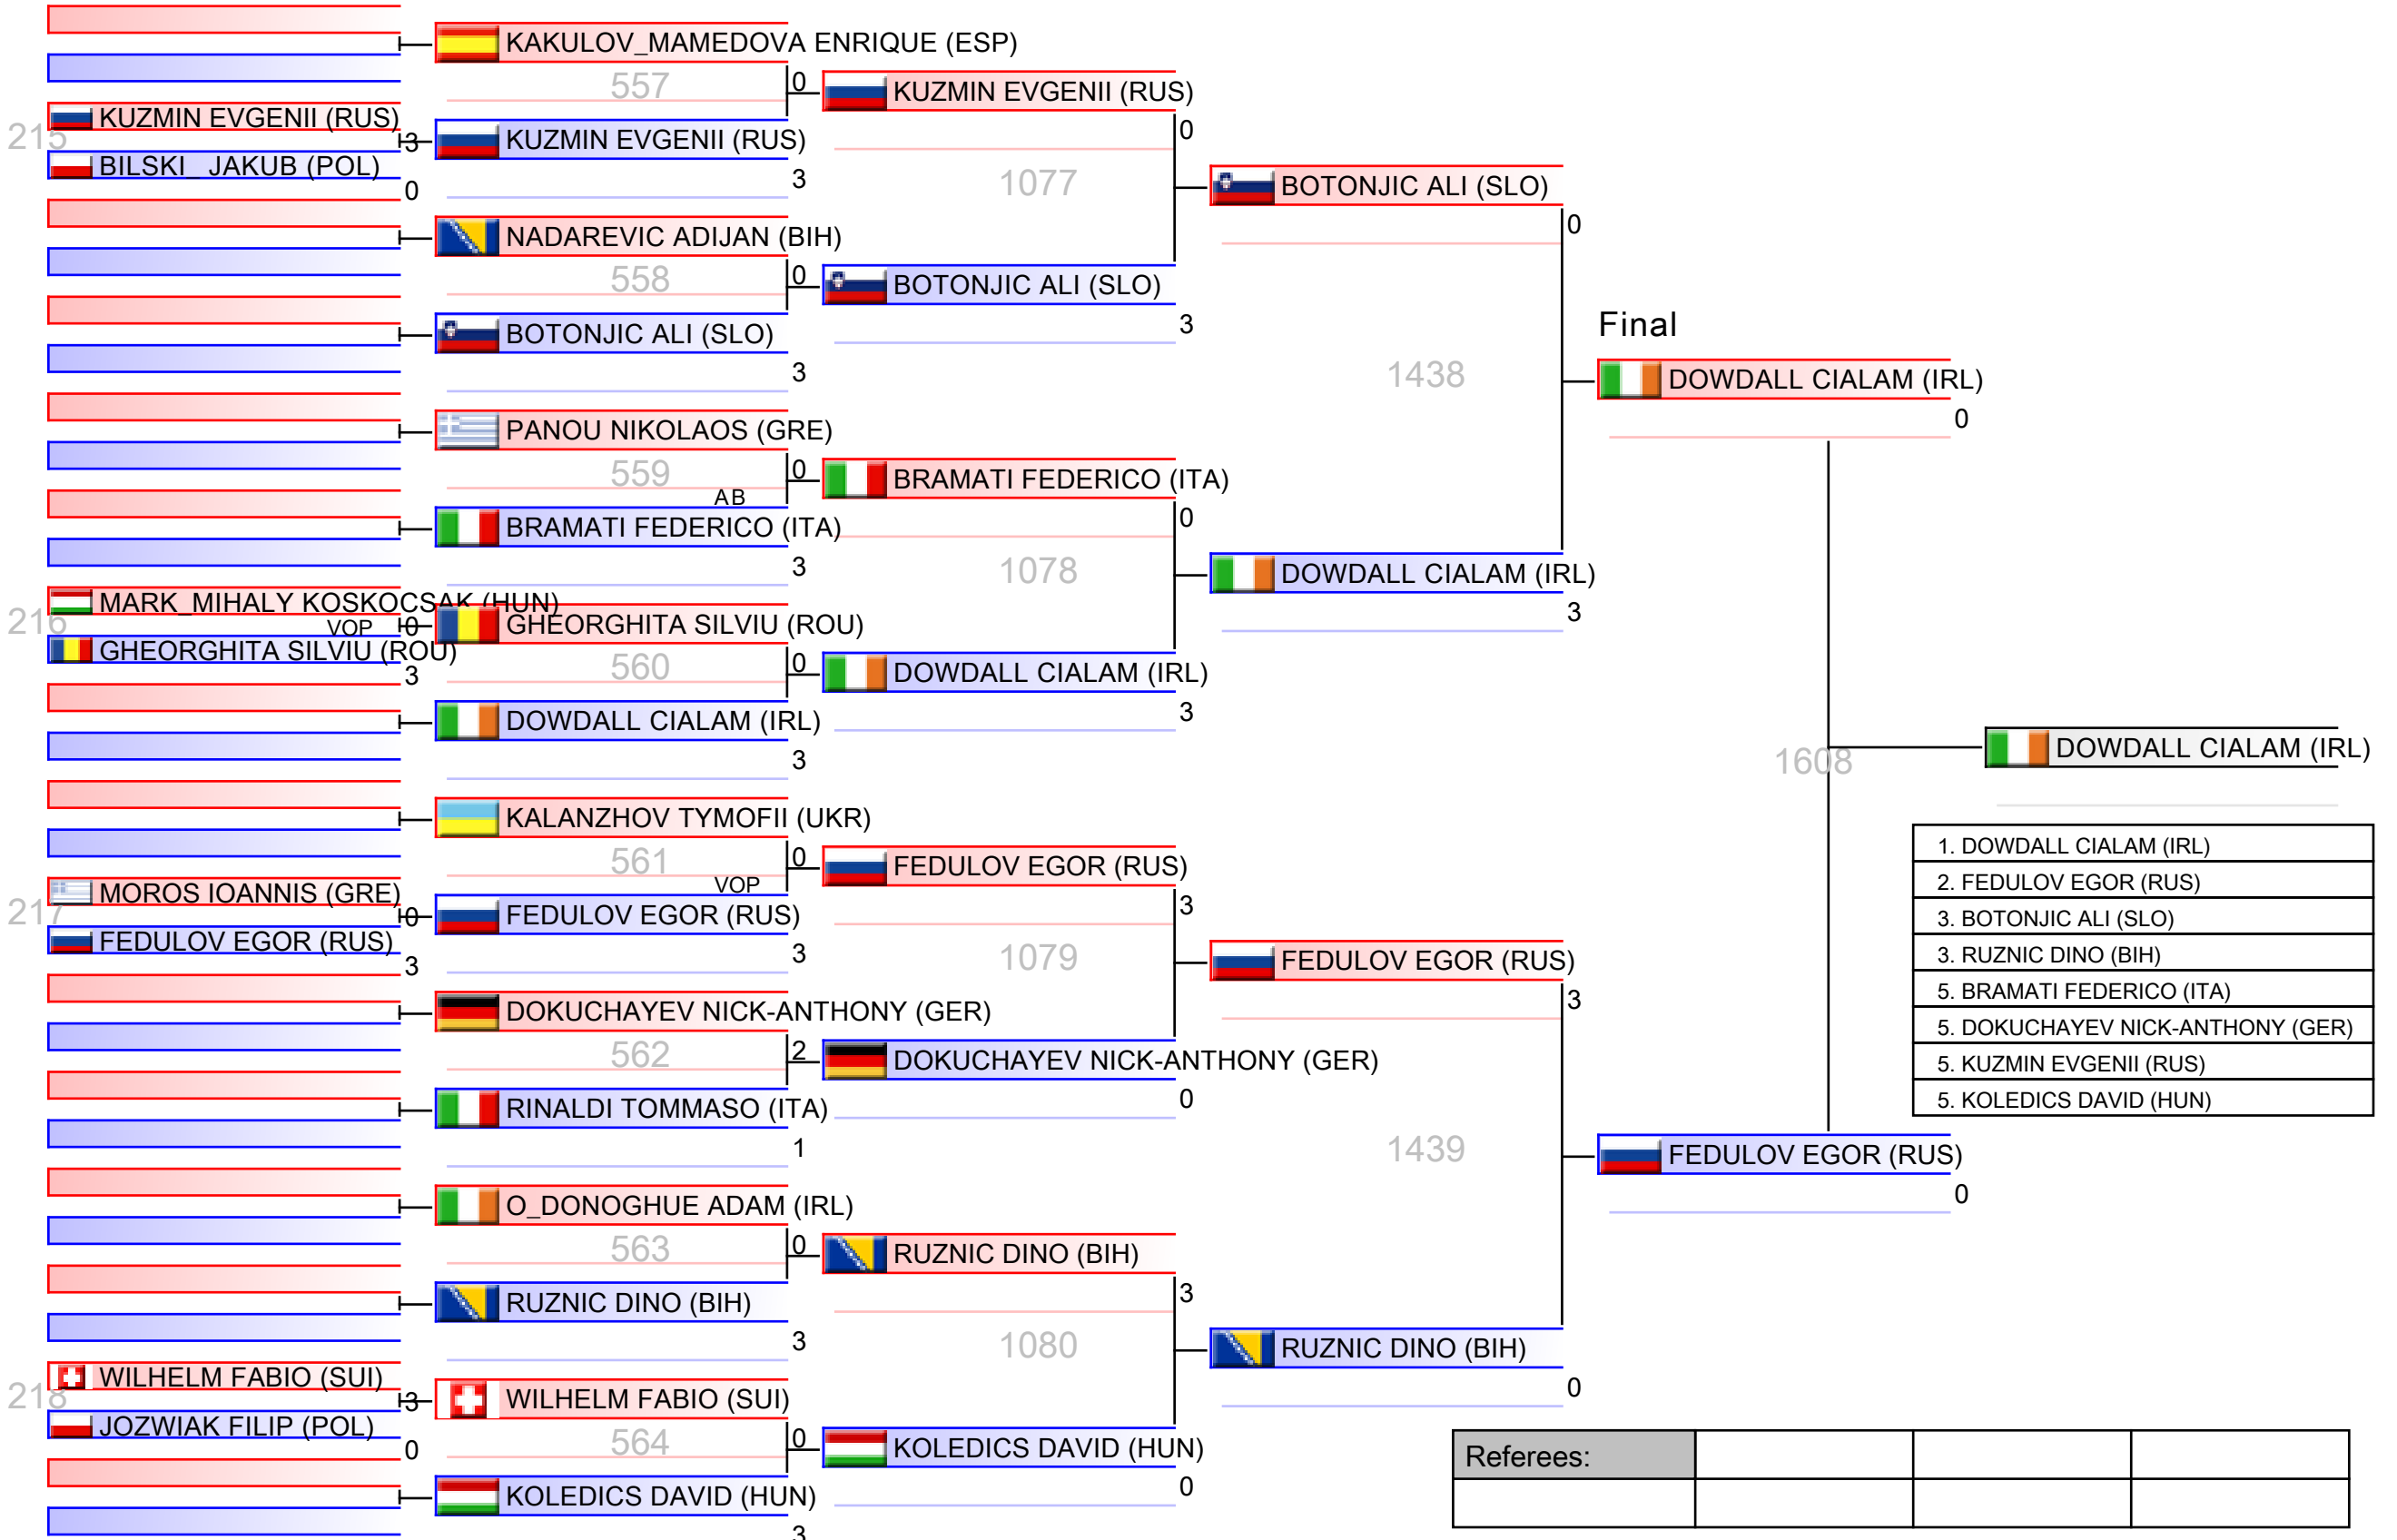 215
KUZMIN EVGENII (RUS)
3
BILSKI_ JAKUB (POL)
0
216
MARK_MIHALY KOSKOCSAK (HUN)
VOP
0
GHEORGHITA SILVIU (ROU)
3
217
MOROS IOANNIS (GRE)
0
FEDULOV EGOR (RUS)
3
218
WILHELM FABIO (SUI)
3
JOZWIAK FILIP (POL)
0
KAKULOV_MAMEDOVA ENRIQUE (ESP)
557
0
KUZMIN EVGENII (RUS)
3
NADAREVIC ADIJAN (BIH)
558
0
BOTONJIC ALI (SLO)
3
PANOU NIKOLAOS (GRE)
559
0
AB
BRAMATI FEDERICO (ITA)
3
GHEORGHITA SILVIU (ROU)
560
0
DOWDALL CIALAM (IRL)
3
KALANZHOV TYMOFII (UKR)
561
0
VOP
FEDULOV EGOR (RUS)
3
DOKUCHAYEV NICK-ANTHONY (GER)
562
2
RINALDI TOMMASO (ITA)
1
O_DONOGHUE ADAM (IRL)
563
0
RUZNIC DINO (BIH)
3
WILHELM FABIO (SUI)
564
0
KOLEDICS DAVID (HUN)
3
KUZMIN EVGENII (RUS)
0
1077
BOTONJIC ALI (SLO)
3
BRAMATI FEDERICO (ITA)
0
1078
DOWDALL CIALAM (IRL)
3
FEDULOV EGOR (RUS)
3
1079
DOKUCHAYEV NICK-ANTHONY (GER)
0
RUZNIC DINO (BIH)
3
1080
KOLEDICS DAVID (HUN)
0
BOTONJIC ALI (SLO)
0
1438
DOWDALL CIALAM (IRL)
3
FEDULOV EGOR (RUS)
3
1439
RUZNIC DINO (BIH)
0
Final
DOWDALL CIALAM (IRL)
0
1608
FEDULOV EGOR (RUS)
0
DOWDALL CIALAM (IRL)
1. DOWDALL CIALAM (IRL)
2. FEDULOV EGOR (RUS)
3. BOTONJIC ALI (SLO)
3. RUZNIC DINO (BIH)
5. BRAMATI FEDERICO (ITA)
5. DOKUCHAYEV NICK-ANTHONY (GER)
5. KUZMIN EVGENII (RUS)
5. KOLEDICS DAVID (HUN)
Referees: